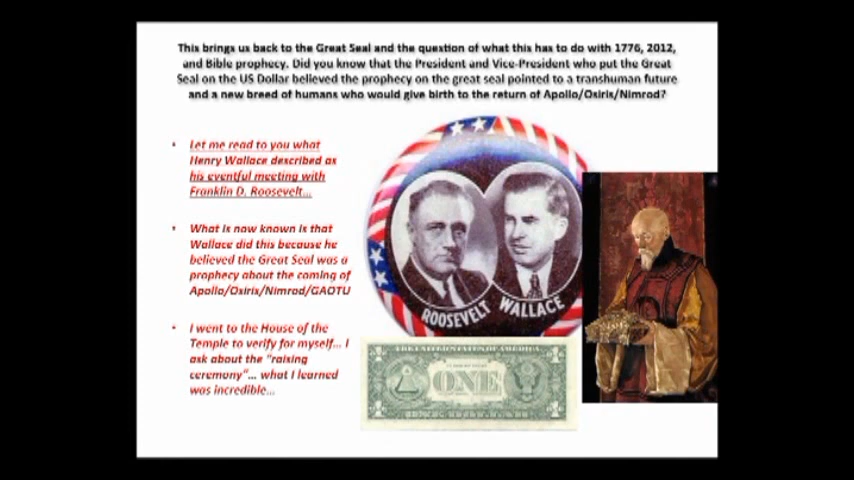 This brings us back to the Great Seal and the question of what this has to do with 1776, 2012,
and Bible prophecy. Did you know that the President and Vice-President who put the Great
Seal on the US Dollar believed the prophecy on the great seal pointed to a transhuman future
and a new breed of humans who would give birth to the return of Apollo/Osiris/Nimrod?
• Let me read to you what
Henry Wallace described as
his eventful meeting with
Franklin D. Roosevelt...
• What is now known is that
Wallace did this because he
believed the Great Seal was a
prophecy about the coming of
Apollo/Osiris/Nimrod/GAOTU
• I went to the House of the
Temple to verify for myself... I
ask about the "raising
ceremony"... what I learned
was incredible...
ROOSEVELT WALLACE
THE UNITED STATES OF AMERICA
ONE